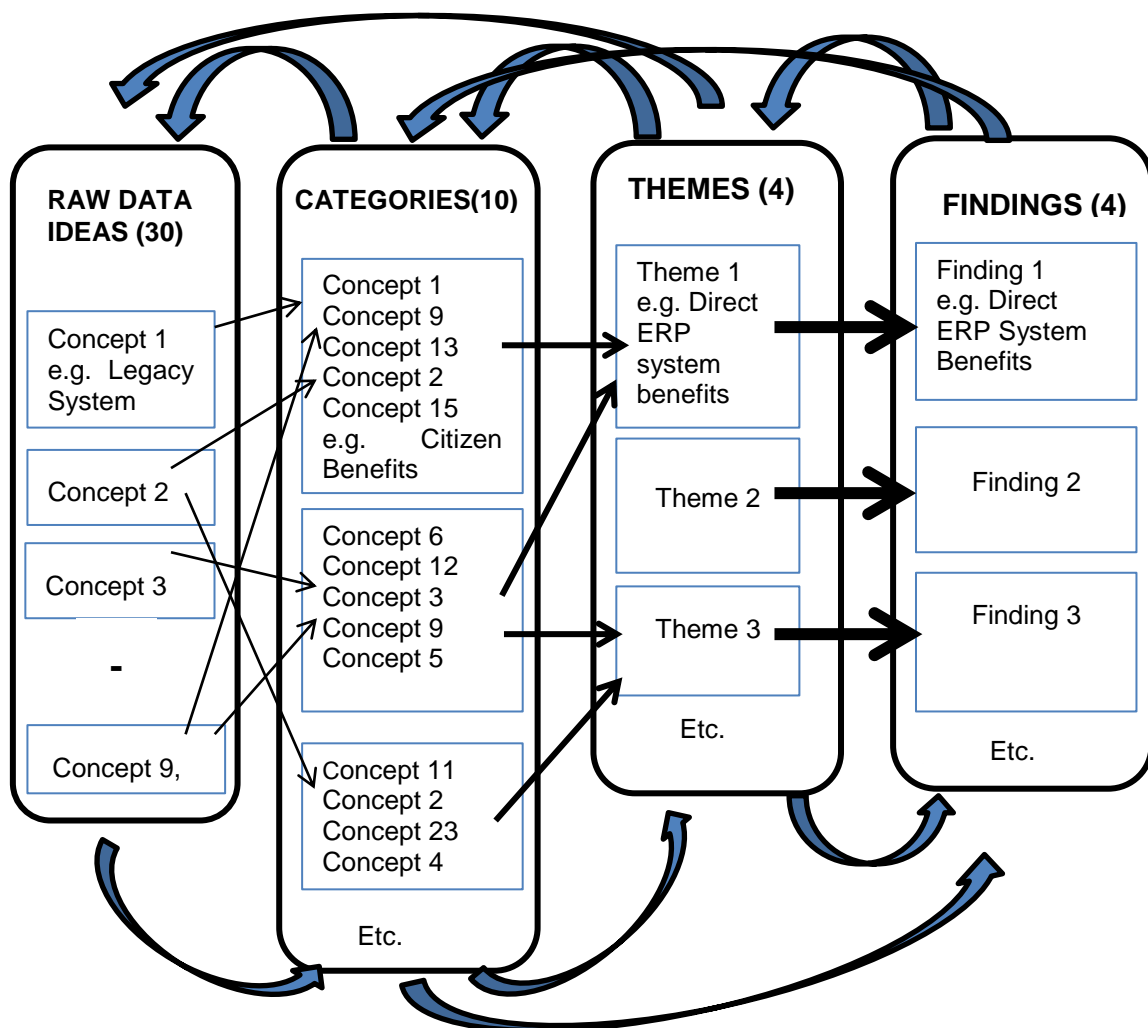 RAW DATA
IDEAS (30)
Concept 1
e.g. Legacy
System
Concept 2
Concept 3
-
Concept 9,
CATEGORIES(10)
Concept 1
Concept 9
Concept 13
Concept 2
Concept 15
e.g. Citizen
Benefits
Concept 6
Concept 12
Concept 3
Concept 9
Concept 5
Concept 11
Concept 2
Concept 23
Concept 4
Etc.
THEMES (4)
Theme 1
e.g. Direct
ERP
system
benefits
Theme 2
Theme 3
Etc.
FINDINGS (4)
Finding 1
e.g. Direct
ERP System
Benefits
Finding 2
Finding 3
Etc.